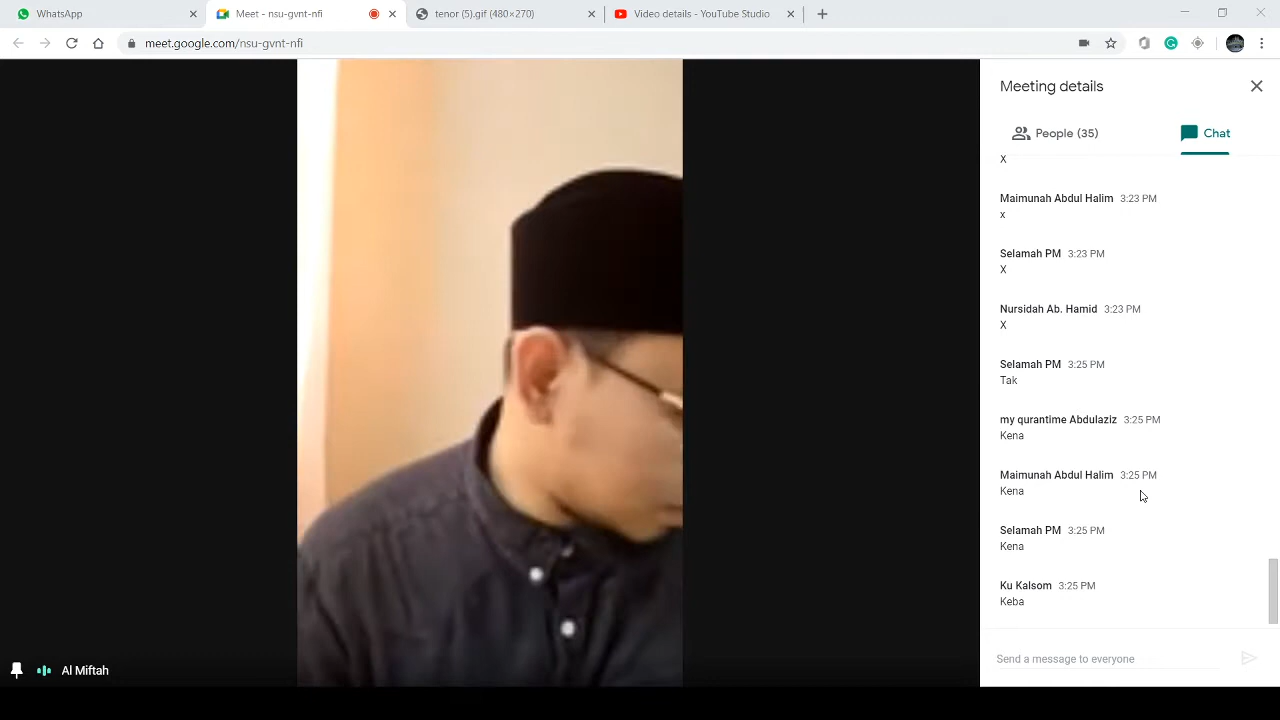 WhatsApp
Meet - nsu-gvnt-nfi
tenor (5).gif (480×270)
Video details - YouTube Studio
meet.google.com/nsu-gvnt-nfi
Meeting details
People (35)
Chat
X
Maimunah Abdul Halim 3:23 PM
x
Selamah PM 3:23 PM
X
Nursidah Ab. Hamid 3:23 PM
X
Selamah PM 3:25 PM
Tak
my qurantime Abdulaziz 3:25 PM
Kena
Maimunah Abdul Halim 3:25 PM
Kena
Selamah PM 3:25 PM
Kena
Ku Kalsom 3:25 PM
Keba
Send a message to everyone
Al Miftah